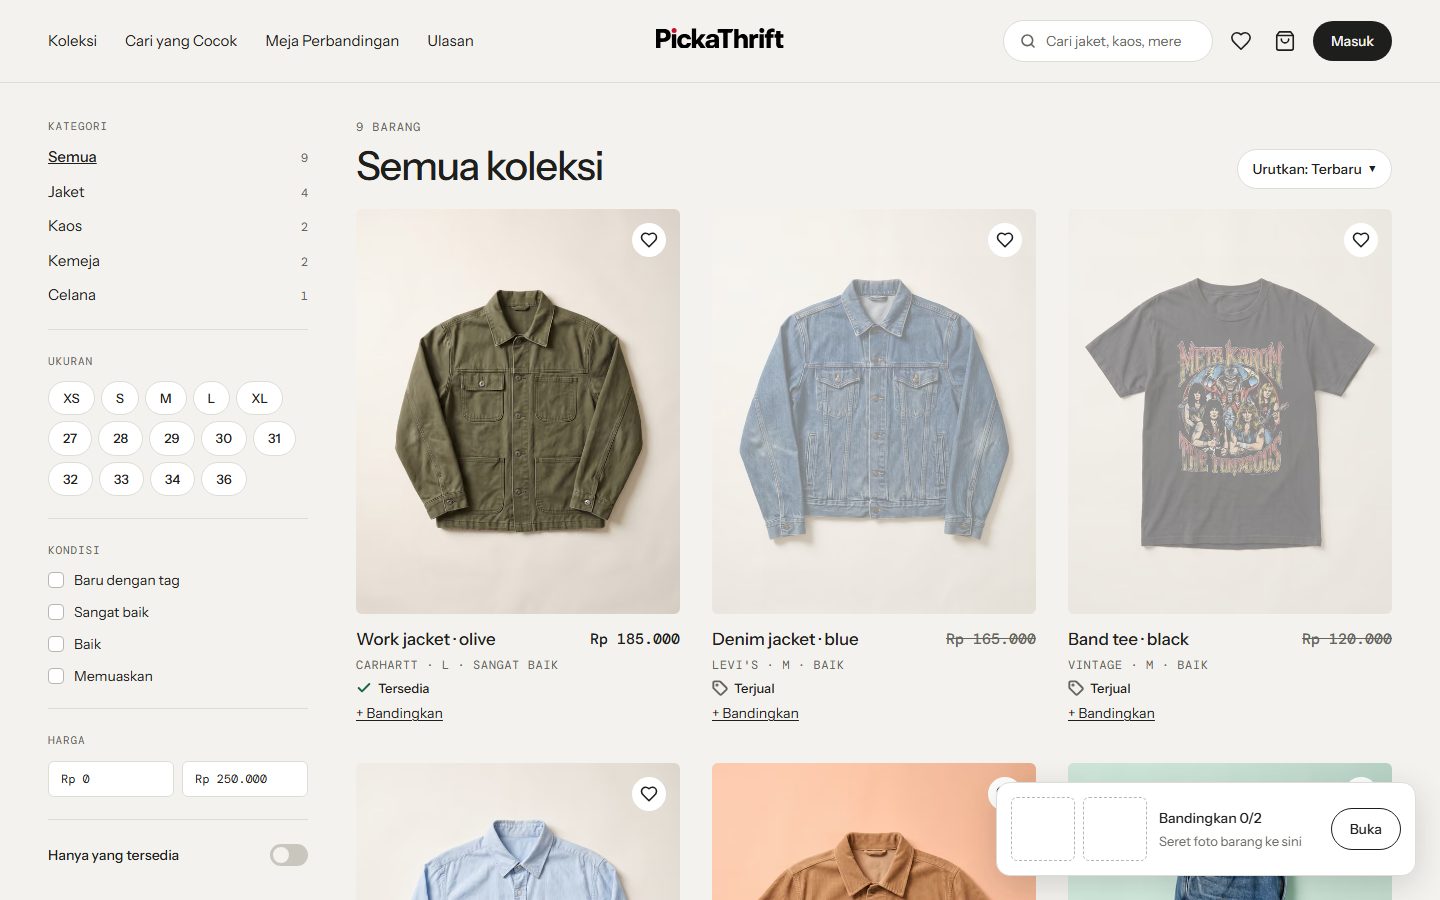 Koleksi
Cari yang Cocok
Meja Perbandingan
Ulasan
PickaThrift
Cari jaket, kaos, mere
Masuk
KATEGORI
Semua 9
Jaket 4
Kaos 2
Kemeja 2
Celana 1
UKURAN
XS S M L XL
27 28 29 30 31
32 33 34 36
KONDISI
Baru dengan tag
Sangat baik
Baik
Memuaskan
HARGA
Rp 0 Rp 250.000
Hanya yang tersedia
9 BARANG
Semua koleksi
Urutkan: Terbaru ▼
Work jacket · olive Rp 185.000
CARHARTT · L · SANGAT BAIK
Tersedia
+ Bandingkan
Denim jacket · blue Rp 165.000
LEVI'S · M · BAIK
Terjual
+ Bandingkan
Band tee · black Rp 120.000
VINTAGE · M · BAIK
Terjual
+ Bandingkan
Bandingkan 0/2
Seret foto barang ke sini
Buka